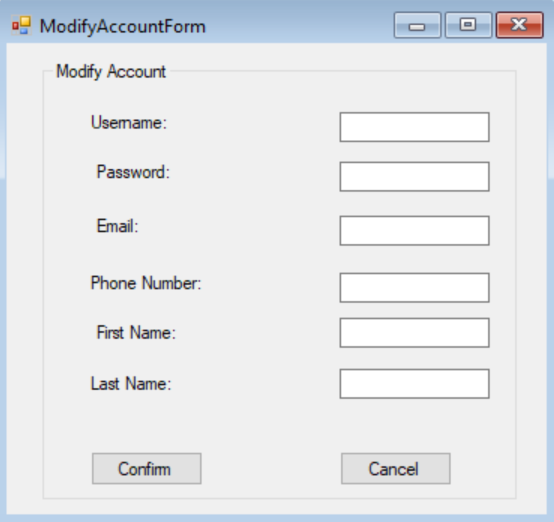 ModifyAccountForm
Modify Account
Username:
Password:
Email:
Phone Number:
First Name:
Last Name:
Confirm Cancel